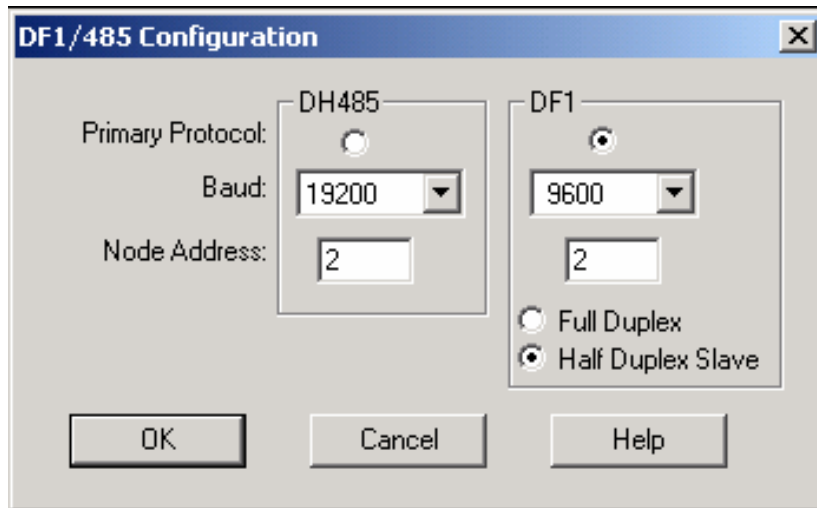 DF1/485 Configuration
DH485 DF1
Primary Protocol:
Baud: 19200 9600
Node Address: 2 2
Full Duplex
Half Duplex Slave
OK Cancel Help